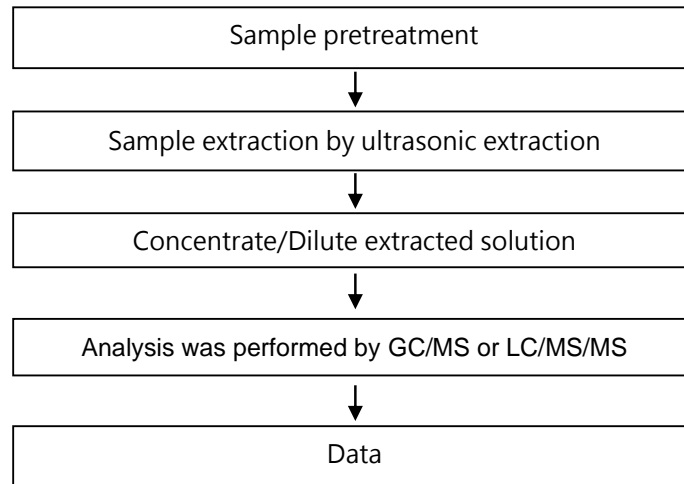 Sample pretreatment
Sample extraction by ultrasonic extraction
Concentrate/Dilute extracted solution
Analysis was performed by GC/MS or LC/MS/MS
Data